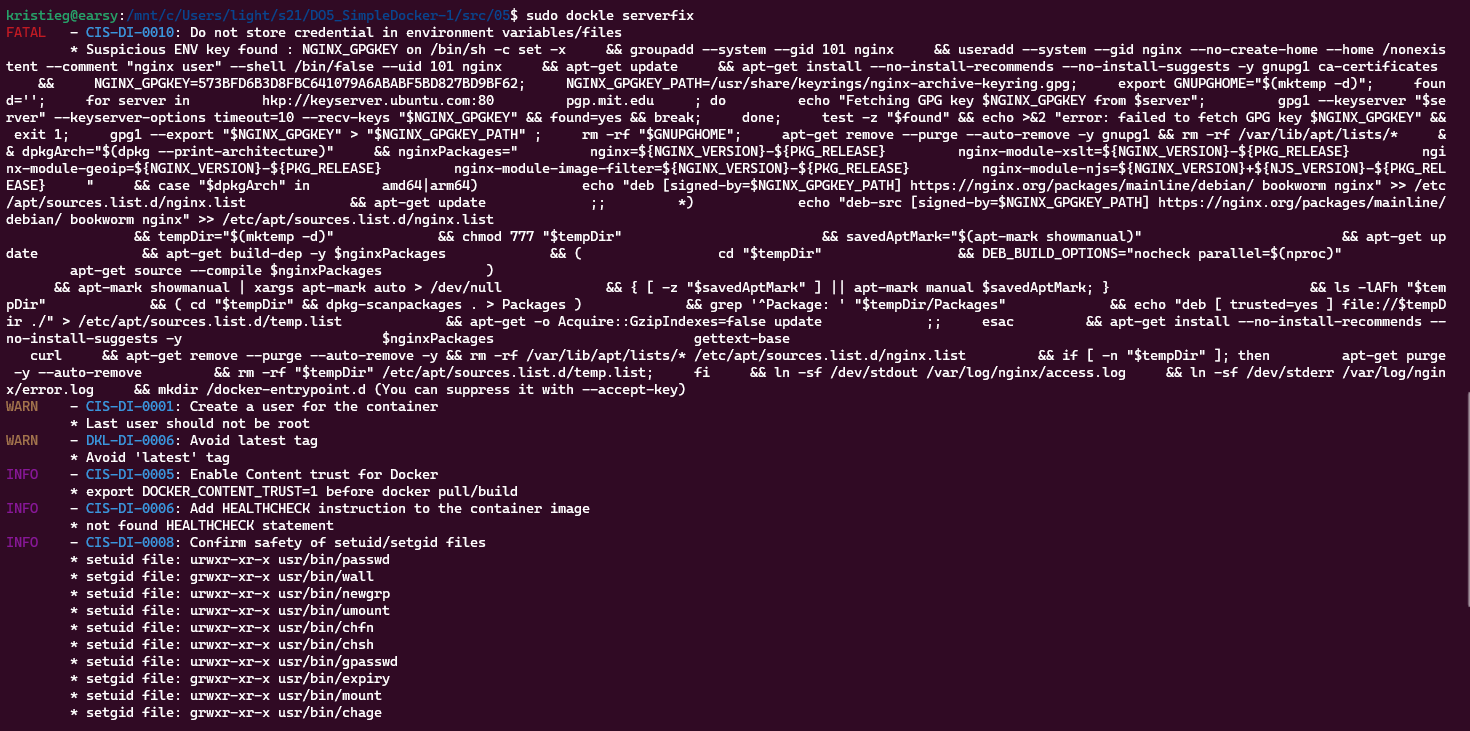 kristieg@earsy:/mnt/c/Users/light/s21/DO5_SimpleDocker-1/src/05$ sudo dockle serverfix
FATAL   - CIS-DI-0010: Do not store credential in environment variables/files
        * Suspicious ENV key found : NGINX_GPGKEY on /bin/sh -c set -x     && groupadd --system --gid 101 nginx     && useradd --system --gid nginx --no-create-home --home /nonexis
tent --comment "nginx user" --shell /bin/false --uid 101 nginx     && apt-get update     && apt-get install --no-install-recommends --no-install-suggests -y gnupg1 ca-certificates
    &&     NGINX_GPGKEY=573BFD6B3D8FBC641079A6ABABF5BD827BD9BF62;     NGINX_GPGKEY_PATH=/usr/share/keyrings/nginx-archive-keyring.gpg;     export GNUPGHOME="$(mktemp -d)";     foun
d='';     for server in         hkp://keyserver.ubuntu.com:80         pgp.mit.edu     ; do         echo "Fetching GPG key $NGINX_GPGKEY from $server";         gpg1 --keyserver "$se
rver" --keyserver-options timeout=10 --recv-keys "$NGINX_GPGKEY" && found=yes && break;     done;     test -z "$found" && echo >&2 "error: failed to fetch GPG key $NGINX_GPGKEY" &&
 exit 1;     gpg1 --export "$NGINX_GPGKEY" > "$NGINX_GPGKEY_PATH" ;     rm -rf "$GNUPGHOME";     apt-get remove --purge --auto-remove -y gnupg1 && rm -rf /var/lib/apt/lists/*     &
& dpkgArch="$(dpkg --print-architecture)"     && nginxPackages="         nginx=${NGINX_VERSION}-${PKG_RELEASE}         nginx-module-xslt=${NGINX_VERSION}-${PKG_RELEASE}         ngi
nx-module-geoip=${NGINX_VERSION}-${PKG_RELEASE}         nginx-module-image-filter=${NGINX_VERSION}-${PKG_RELEASE}         nginx-module-njs=${NGINX_VERSION}+${NJS_VERSION}-${PKG_REL
EASE}     "     && case "$dpkgArch" in         amd64|arm64)             echo "deb [signed-by=$NGINX_GPGKEY_PATH] https://nginx.org/packages/mainline/debian/ bookworm nginx" >> /etc
/apt/sources.list.d/nginx.list             && apt-get update             ;;         *)             echo "deb-src [signed-by=$NGINX_GPGKEY_PATH] https://nginx.org/packages/mainline/
debian/ bookworm nginx" >> /etc/apt/sources.list.d/nginx.list
                && tempDir="$(mktemp -d)"             && chmod 777 "$tempDir"                         && savedAptMark="$(apt-mark showmanual)"                         && apt-get up
date             && apt-get build-dep -y $nginxPackages             && (                 cd "$tempDir"                 && DEB_BUILD_OPTIONS="nocheck parallel=$(nproc)"
        apt-get source --compile $nginxPackages             )
      && apt-mark showmanual | xargs apt-mark auto > /dev/null             && { [ -z "$savedAptMark" ] || apt-mark manual $savedAptMark; }                         && ls -lAFh "$tem
pDir"             && ( cd "$tempDir" && dpkg-scanpackages . > Packages )             && grep '^Package: ' "$tempDir/Packages"             && echo "deb [ trusted=yes ] file://$tempD
ir ./" > /etc/apt/sources.list.d/temp.list             && apt-get -o Acquire::GzipIndexes=false update             ;;     esac         && apt-get install --no-install-recommends --
no-install-suggests -y                         $nginxPackages                         gettext-base
   curl     && apt-get remove --purge --auto-remove -y && rm -rf /var/lib/apt/lists/* /etc/apt/sources.list.d/nginx.list         && if [ -n "$tempDir" ]; then         apt-get purge
 -y --auto-remove         && rm -rf "$tempDir" /etc/apt/sources.list.d/temp.list;     fi     && ln -sf /dev/stdout /var/log/nginx/access.log     && ln -sf /dev/stderr /var/log/ngin
x/error.log     && mkdir /docker-entrypoint.d (You can suppress it with --accept-key)
WARN    - CIS-DI-0001: Create a user for the container
        * Last user should not be root
WARN    - DKL-DI-0006: Avoid latest tag
        * Avoid 'latest' tag
INFO    - CIS-DI-0005: Enable Content trust for Docker
        * export DOCKER_CONTENT_TRUST=1 before docker pull/build
INFO    - CIS-DI-0006: Add HEALTHCHECK instruction to the container image
        * not found HEALTHCHECK statement
INFO    - CIS-DI-0008: Confirm safety of setuid/setgid files
        * setuid file: urwxr-xr-x usr/bin/passwd
        * setgid file: grwxr-xr-x usr/bin/wall
        * setuid file: urwxr-xr-x usr/bin/newgrp
        * setuid file: urwxr-xr-x usr/bin/umount
        * setuid file: urwxr-xr-x usr/bin/chfn
        * setuid file: urwxr-xr-x usr/bin/chsh
        * setuid file: urwxr-xr-x usr/bin/gpasswd
        * setgid file: grwxr-xr-x usr/bin/expiry
        * setuid file: urwxr-xr-x usr/bin/mount
        * setgid file: grwxr-xr-x usr/bin/chage